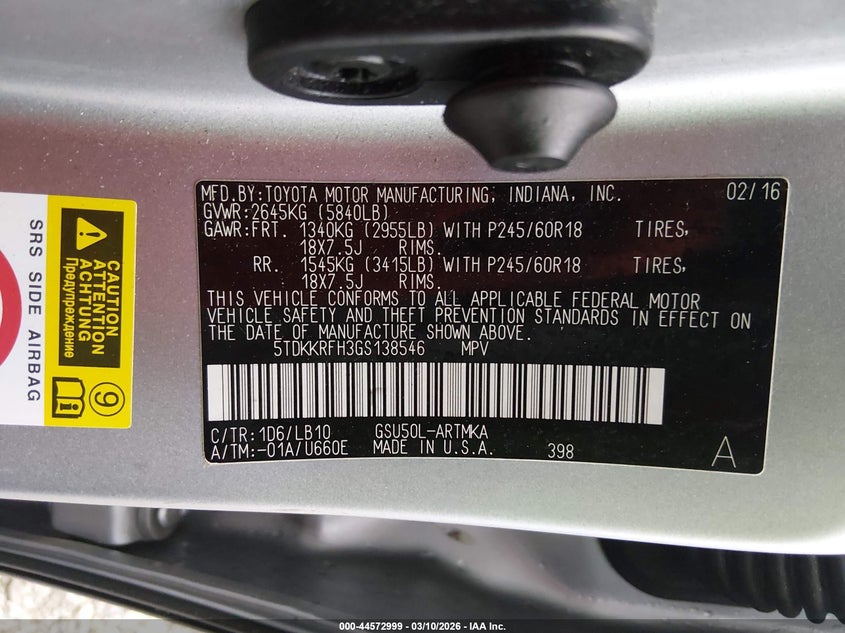 MFD.BY:TOYOTA MOTOR MANUFACTURING, INDIANA, INC. 02/16
GVWR:2645KG (5840LB)
GAWR:FRT. 1340KG (2955LB) WITH P245/60R18 TIRES,
18X7.5J RIMS.
RR. 1545KG (3415LB) WITH P245/60R18 TIRES,
18X7.5J RIMS.
THIS VEHICLE CONFORMS TO ALL APPLICABLE FEDERAL MOTOR
VEHICLE SAFETY AND THEFT PREVENTION STANDARDS IN EFFECT ON
THE DATE OF MANUFACTURE SHOWN ABOVE.
5TDKKRFH3GS138546 MPV
C/TR:1D6/LB10 GSU50L-ARTMKA
A/TM:-01A/U660E MADE IN U.S.A. 398 A
CAUTION
ATTENTION
ACHTUNG
Предупреждение
9
SRS SIDE AIRBAG
000-44572999 — 03/10/2026 — IAA Inc.